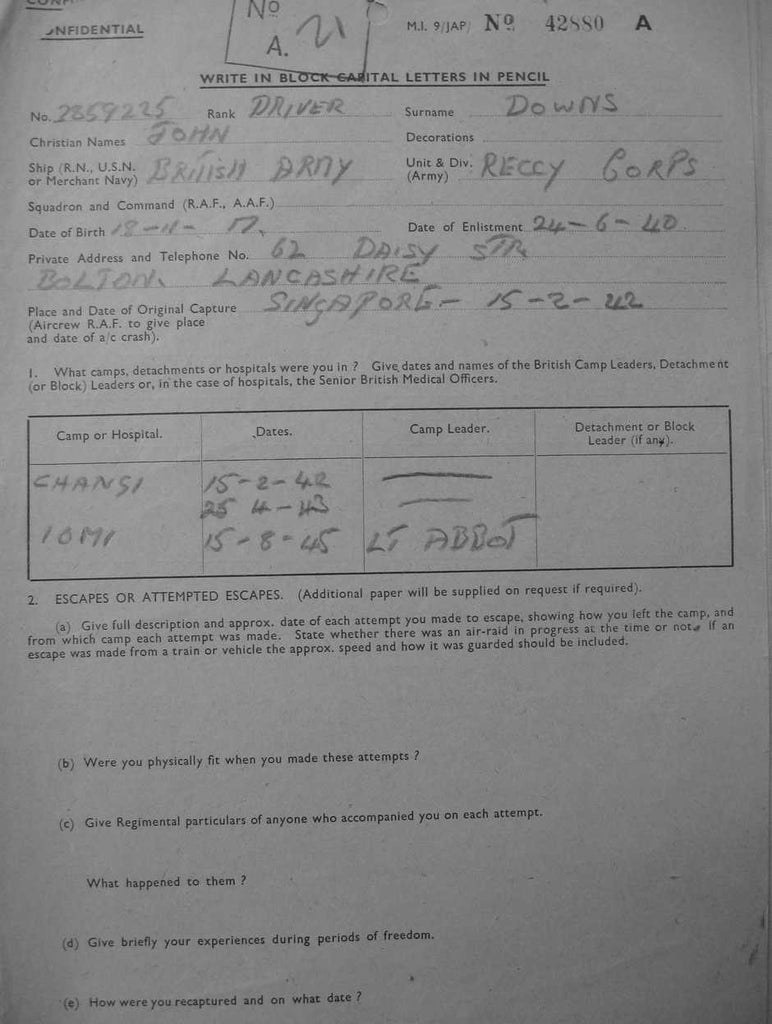 NFIDENTIAL
No
A. 21
M.I. 9/JAP/ No 42880 A
WRITE IN BLOCK CAPITAL LETTERS IN PENCIL
No. 2859225 Rank DRIVER Surname DOWNS
Christian Names JOHN Decorations
Ship (R.N., U.S.N. or Merchant Navy) BRITISH ARMY Unit & Div. (Army) RECCY CORPS
Squadron and Command (R.A.F., A.A.F.)
Date of Birth 18-11-17. Date of Enlistment 24-6-40.
Private Address and Telephone No. 62 DAISY STR
BOLTON. LANCASHIRE
Place and Date of Original Capture SINGAPORE- 15-2-42
(Aircrew R.A.F. to give place
and date of a/c crash).
1. What camps, detachments or hospitals were you in ? Give dates and names of the British Camp Leaders, Detachment
(or Block) Leaders or, in the case of hospitals, the Senior British Medical Officers.
Camp or Hospital. Dates. Camp Leader. Detachment or Block Leader (if any).
CHANGI 15-2-42
25 4-43
IOMI 15-8-45 LT ABBOT
2. ESCAPES OR ATTEMPTED ESCAPES. (Additional paper will be supplied on request if required).
(a) Give full description and approx. date of each attempt you made to escape, showing how you left the camp, and
from which camp each attempt was made. State whether there was an air-raid in progress at the time or not. If an
escape was made from a train or vehicle the approx. speed and how it was guarded should be included.
(b) Were you physically fit when you made these attempts ?
(c) Give Regimental particulars of anyone who accompanied you on each attempt.
What happened to them ?
(d) Give briefly your experiences during periods of freedom.
(e) How were you recaptured and on what date ?